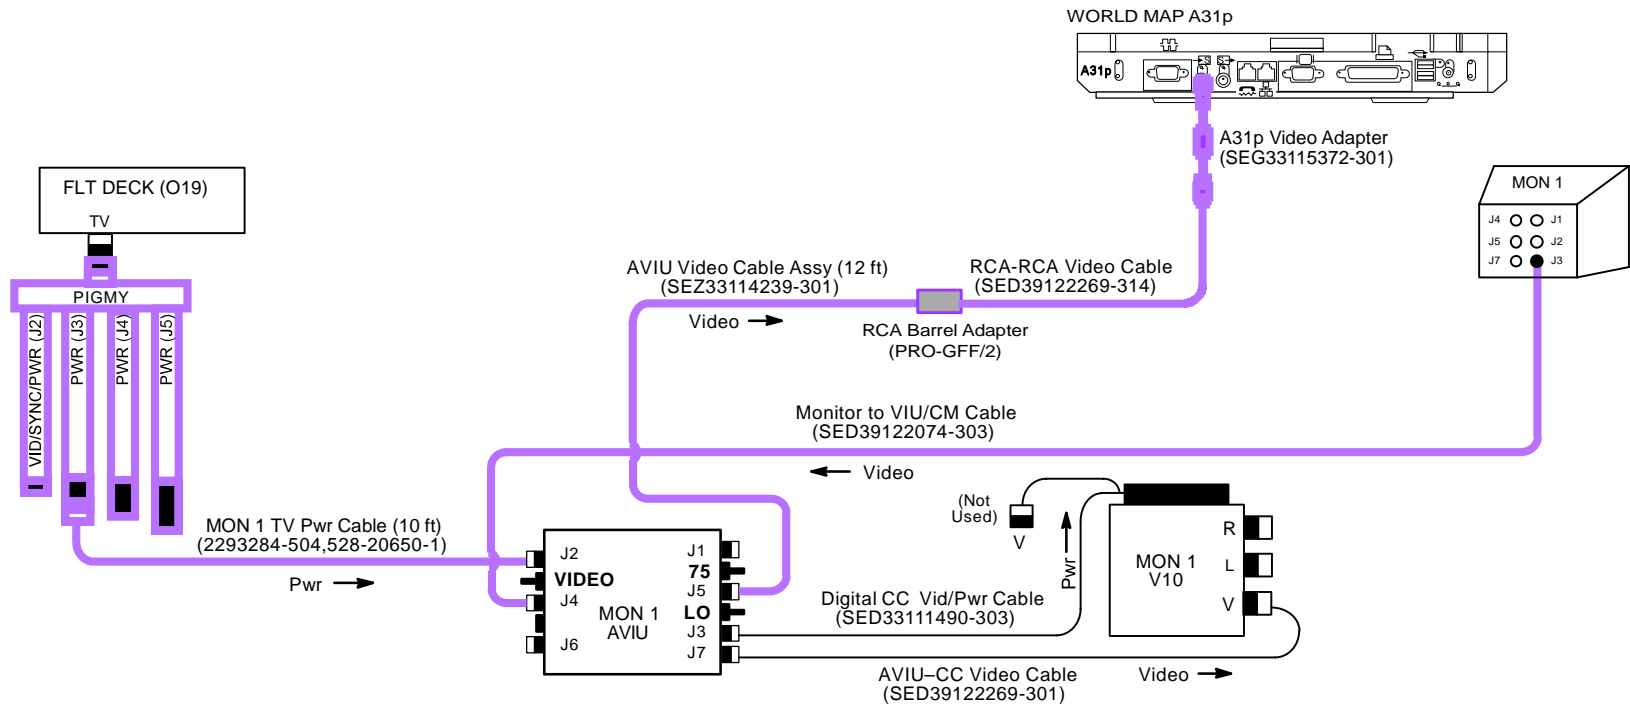 WORLD MAP A31p
A31p
A31p Video Adapter
(SEG33115372-301)
MON 1
J4
J1
J5
J2
J7
J3
FLT DECK (O19)
TV
PIGMY
VID/SYNC/PWR (J2)
PWR (J3)
PWR (J4)
PWR (J5)
AVIU Video Cable Assy (12 ft)
(SEZ33114239-301)
Video
RCA-RCA Video Cable
(SED39122269-314)
RCA Barrel Adapter
(PRO-GFF/2)
Monitor to VIU/CM Cable
(SED39122074-303)
Video
MON 1 TV Pwr Cable (10 ft)
(2293284-504,528-20650-1)
Pwr
J2
VIDEO
J4
J6
MON 1
AVIU
J1
75
J5
LO
J3
J7
(Not
Used)
V
Pwr
Digital CC Vid/Pwr Cable
(SED33111490-303)
MON 1
V10
R
L
V
AVIU–CC Video Cable
(SED39122269-301)
Video